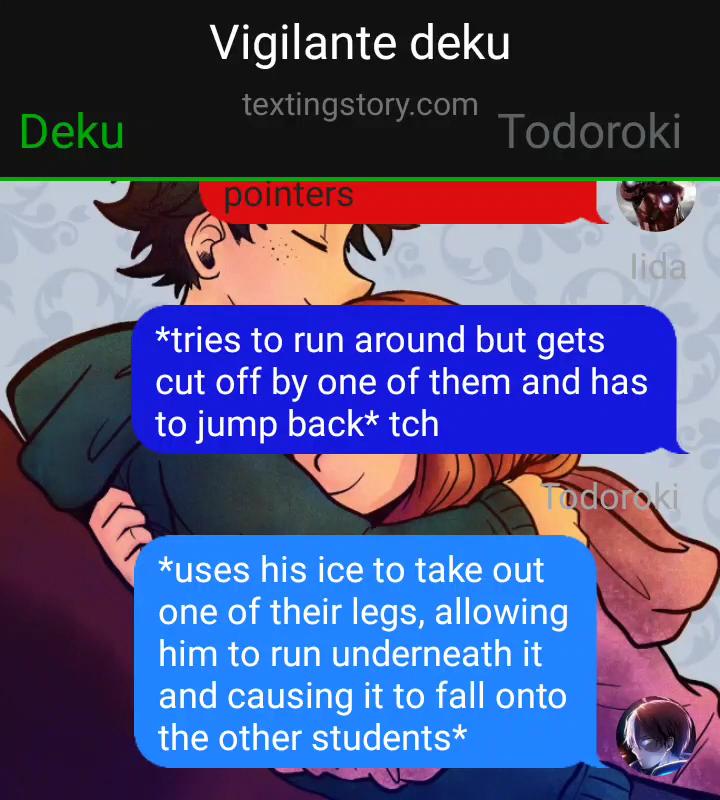 Vigilante deku
textingstory.com
Deku
Todoroki
pointers
Iida
*tries to run around but gets
cut off by one of them and has
to jump back* tch
Todoroki
*uses his ice to take out
one of their legs, allowing
him to run underneath it
and causing it to fall onto
the other students*